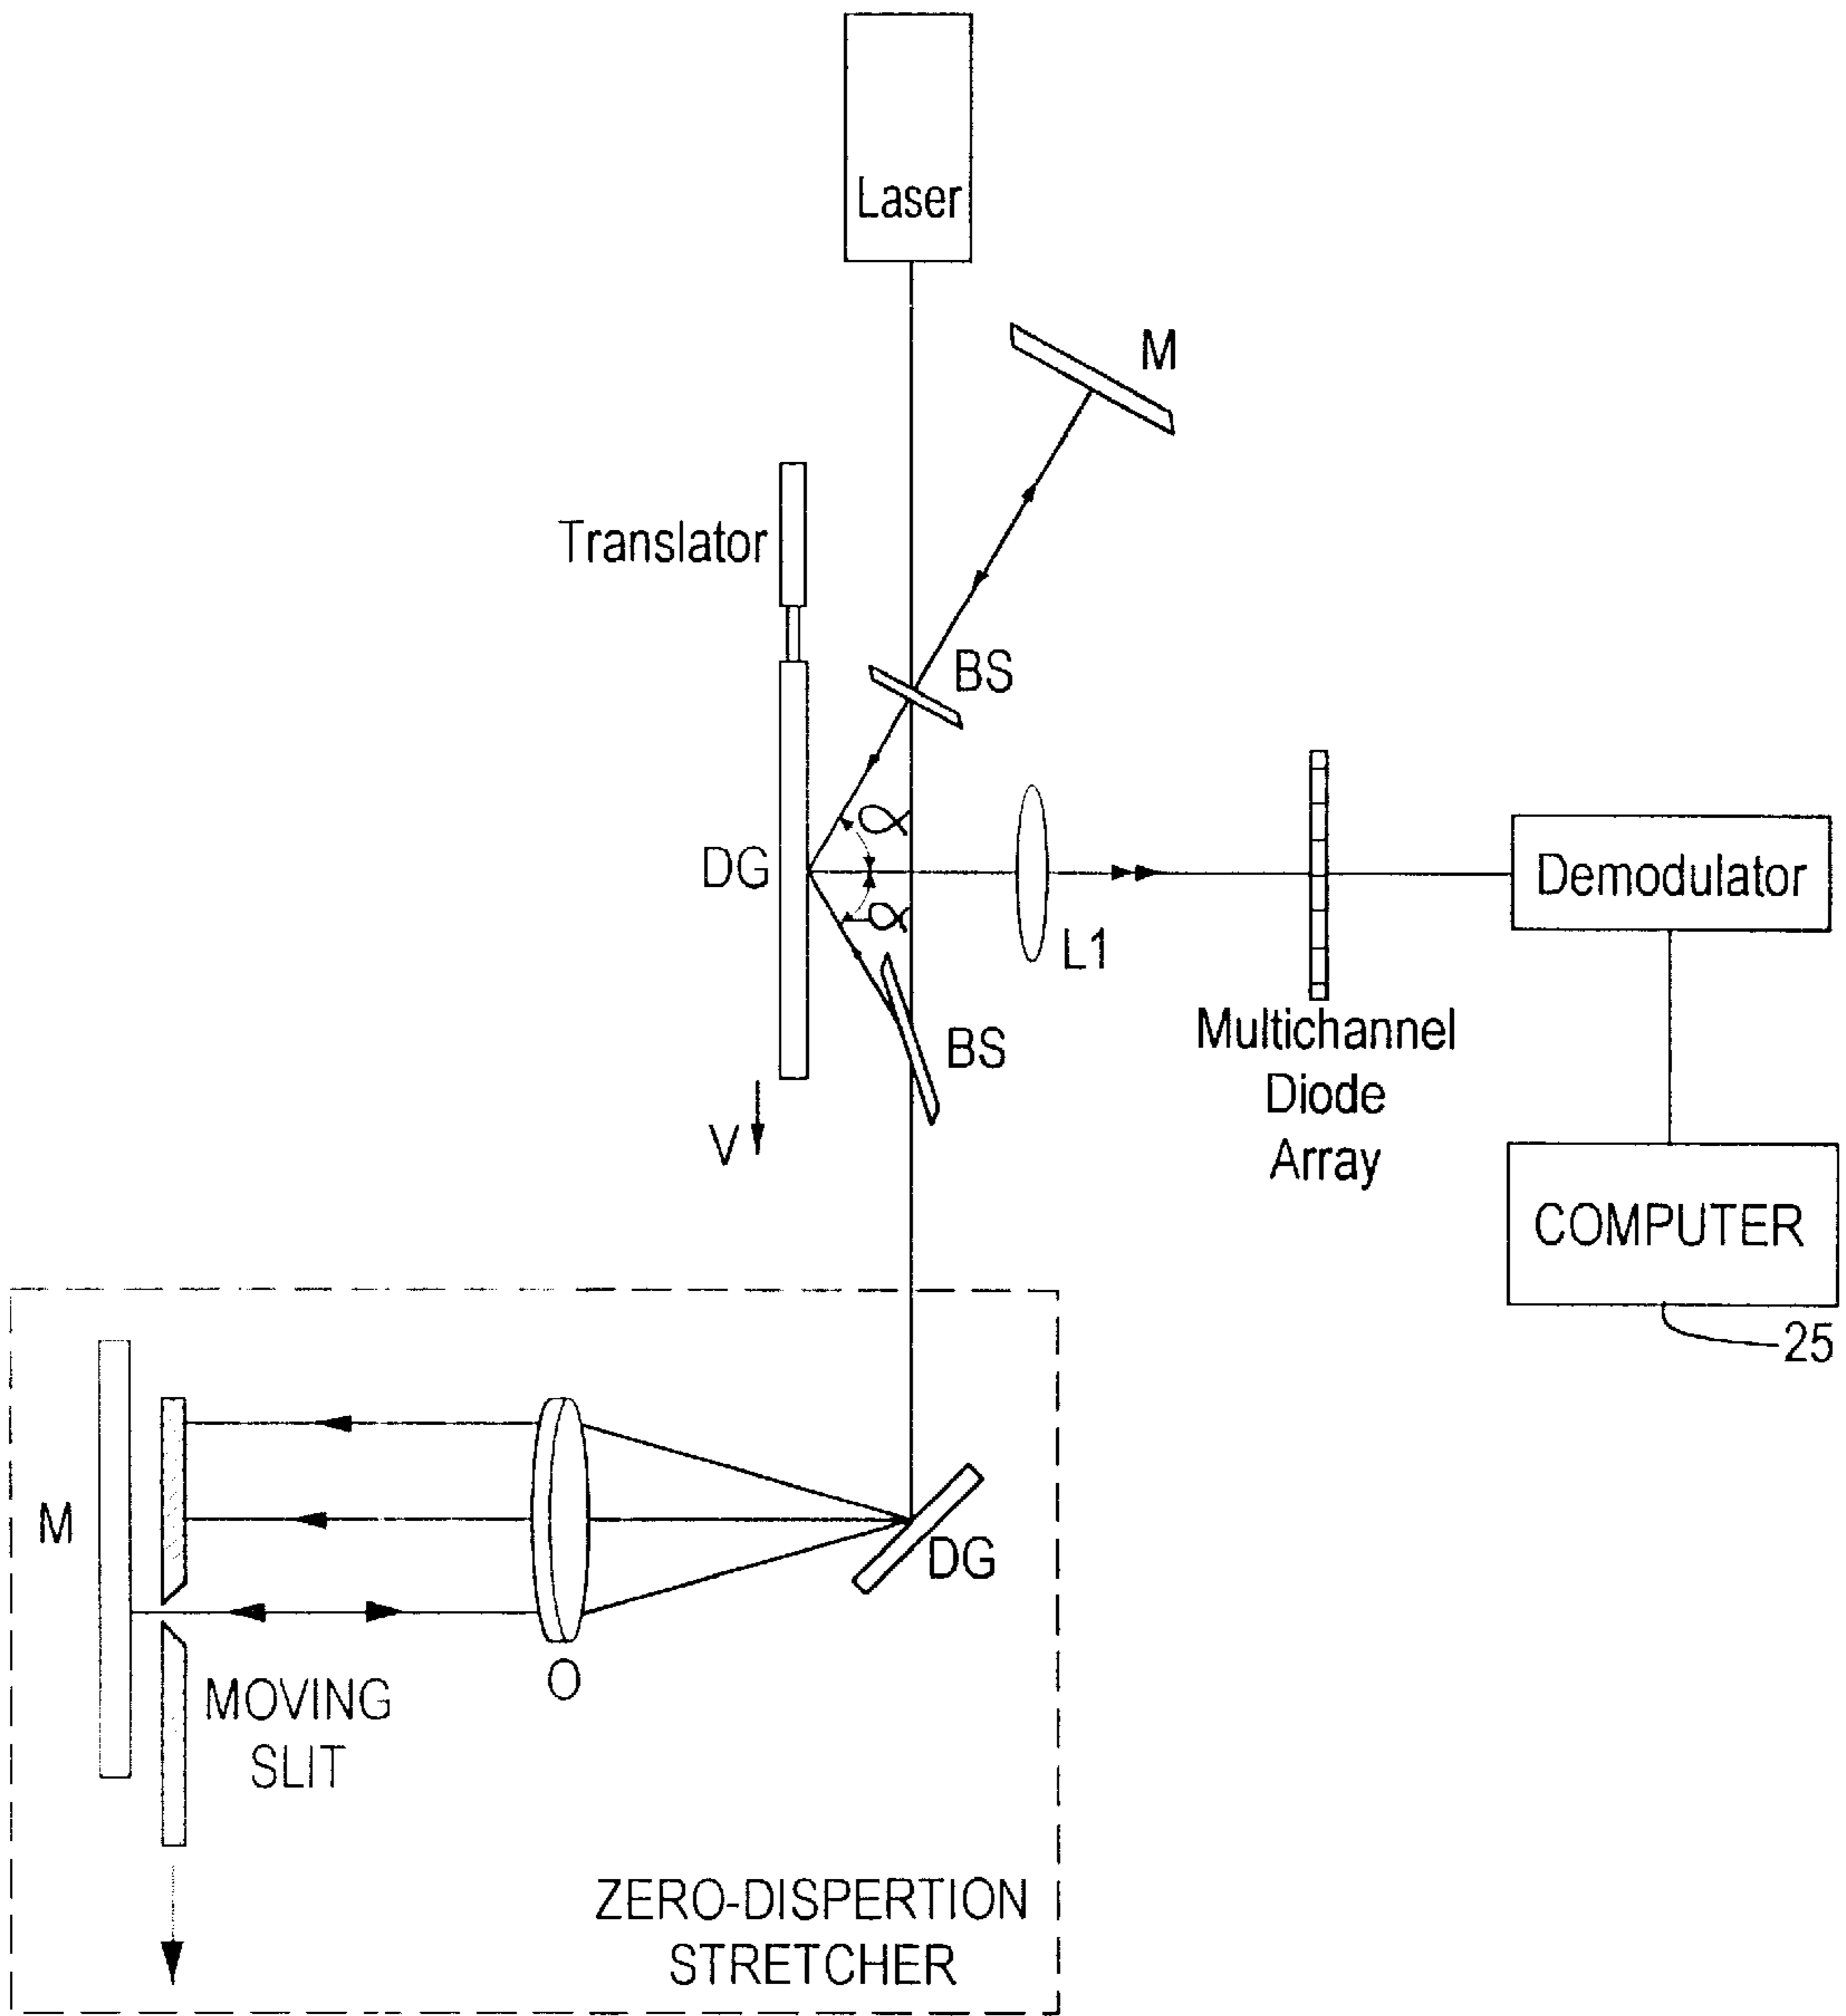 Laser
M
Translator
BS
α
DG
α
L1
Demodulator
BS
Multichannel
Diode
Array
V
COMPUTER
25
M
DG
O
MOVING
SLIT
ZERO-DISPERTION
STRETCHER